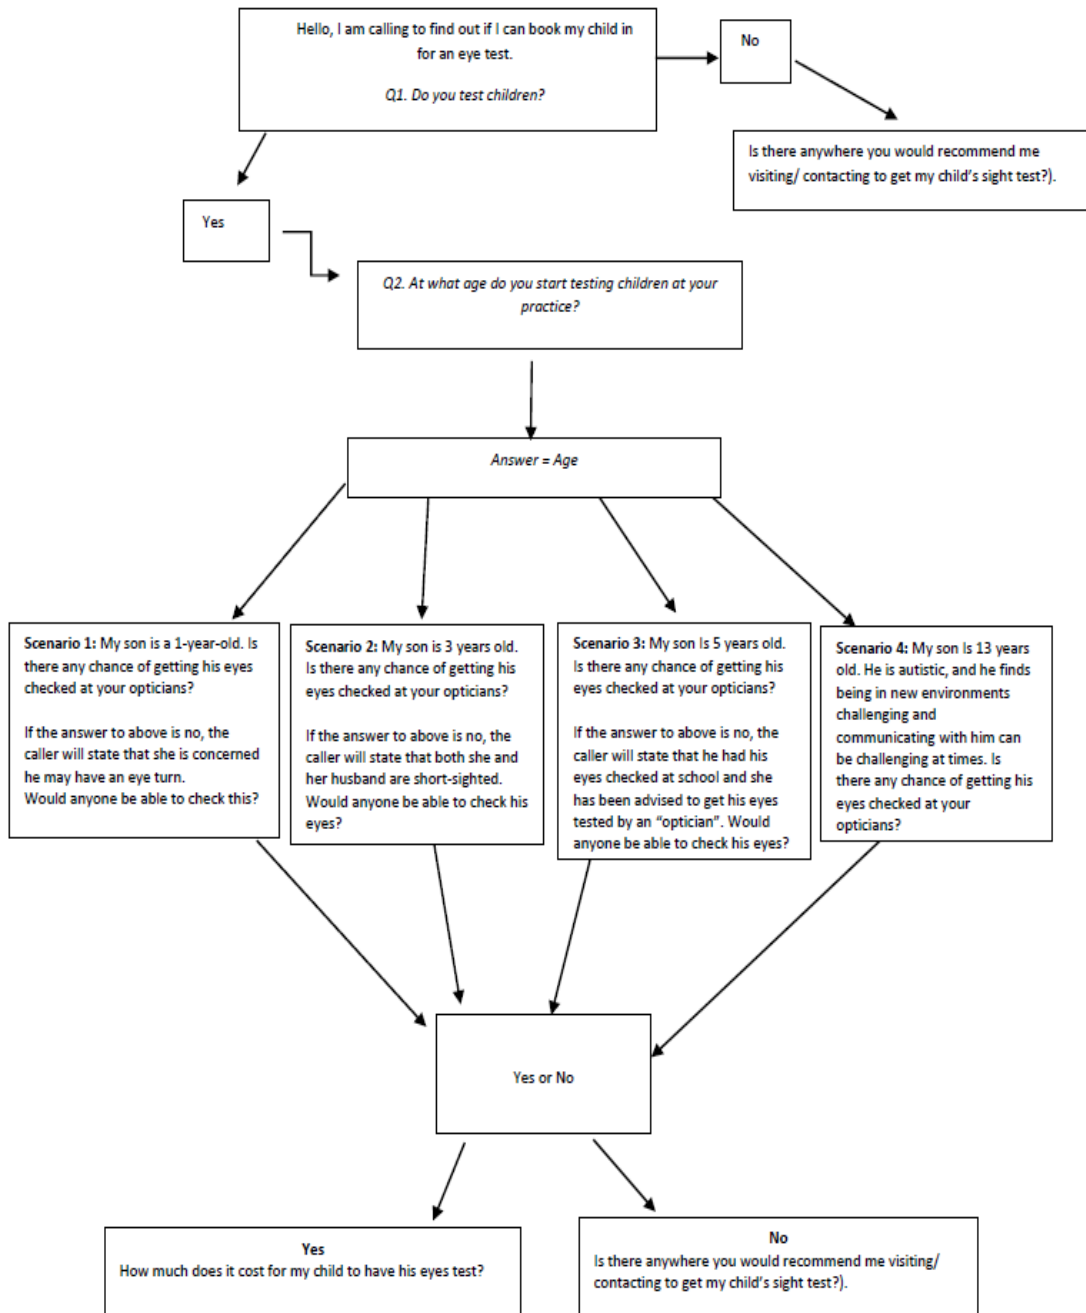 Hello, I am calling to find out if I can book my child in
for an eye test.
Q1. Do you test children?
No
Is there anywhere you would recommend me
visiting/ contacting to get my child's sight test?).
Yes
Q2. At what age do you start testing children at your
practice?
Answer = Age
Scenario 1: My son is a 1-year-old. Is
there any chance of getting his eyes
checked at your opticians?
If the answer to above is no, the
caller will state that she is concerned
he may have an eye turn.
Would anyone be able to check this?
Scenario 2: My son is 3 years old.
Is there any chance of getting his
eyes checked at your opticians?
If the answer to above is no, the
caller will state that both she and
her husband are short-sighted.
Would anyone be able to check his
eyes?
Scenario 3: My son Is 5 years old.
Is there any chance of getting his
eyes checked at your opticians?
If the answer to above is no, the
caller will state that he had his
eyes checked at school and she
has been advised to get his eyes
tested by an “optician”. Would
anyone be able to check his eyes?
Scenario 4: My son Is 13 years
old. He is autistic, and he finds
being in new environments
challenging and
communicating with him can
be challenging at times. Is
there any chance of getting his
eyes checked at your
opticians?
Yes or No
Yes
How much does it cost for my child to have his eyes test?
No
Is there anywhere you would recommend me visiting/
contacting to get my child's sight test?).